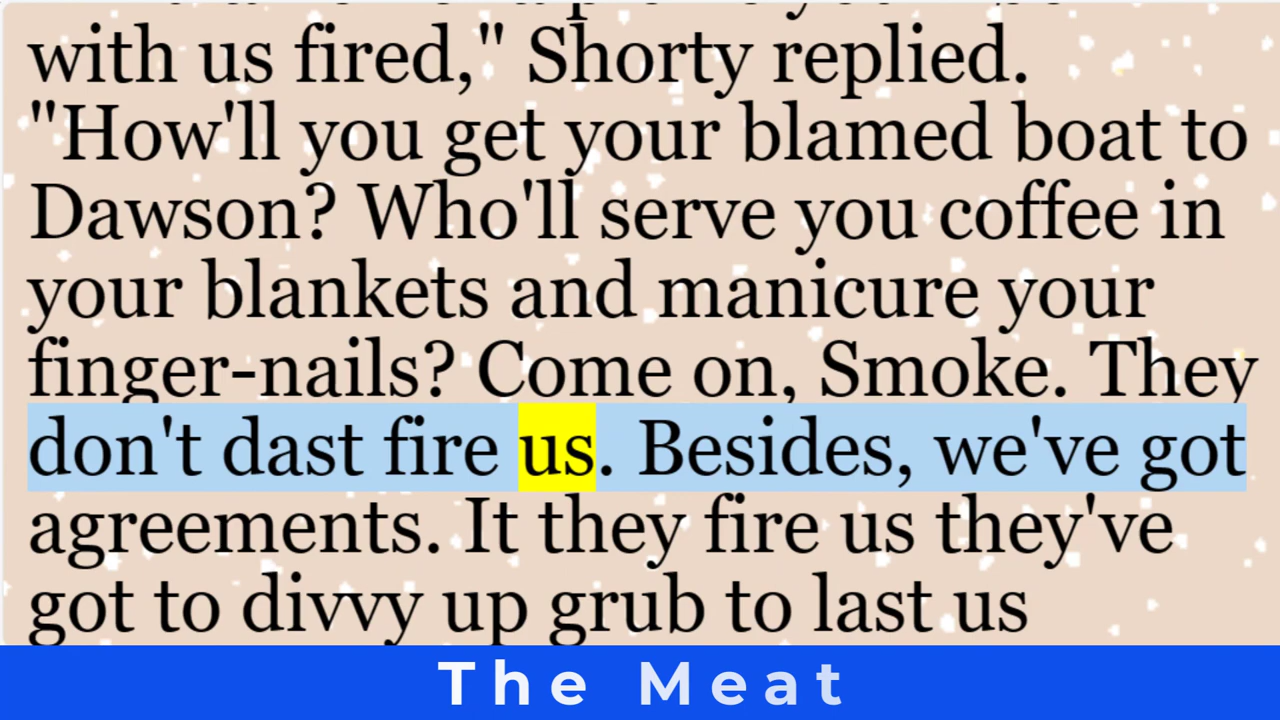 with us fired," Shorty replied.
"How'll you get your blamed boat to
Dawson? Who'll serve you coffee in
your blankets and manicure your
finger-nails? Come on, Smoke. They
don't dast fire us. Besides, we've got
agreements. It they fire us they've
got to divvy up grub to last us
The Meat